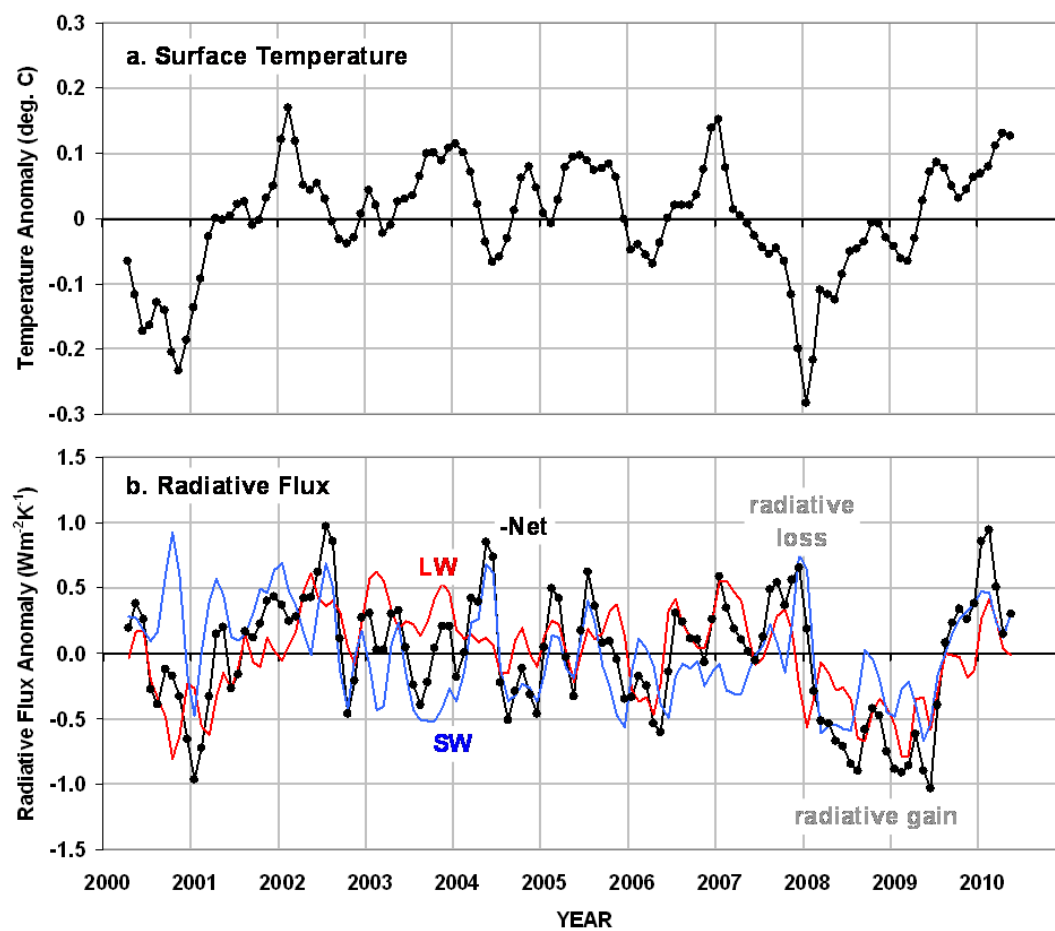 a. Surface Temperature
Temperature Anomaly (deg. C)
0.3
0.2
0.1
0
-0.1
-0.2
-0.3
b. Radiative Flux
Radiative Flux Anomaly (Wm⁻²K⁻¹)
1.5
1.0
0.5
0.0
-0.5
-1.0
-1.5
radiative
loss
-Net
LW
SW
radiative gain
2000 2001 2002 2003 2004 2005 2006 2007 2008 2009 2010
YEAR